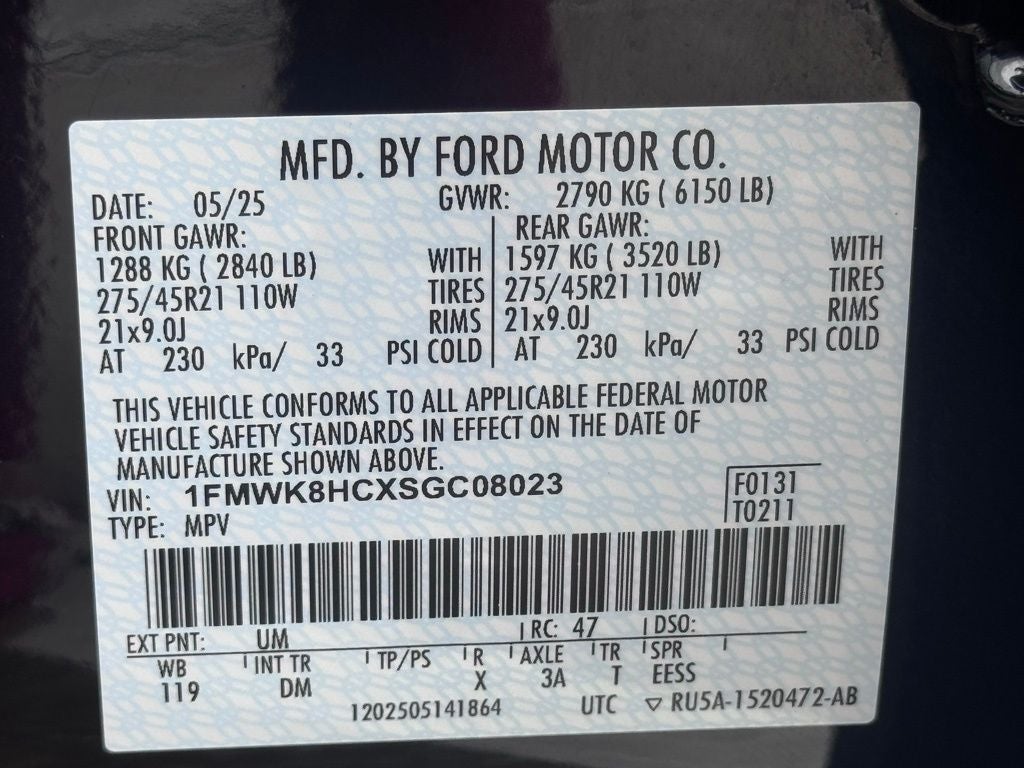 MFD. BY FORD MOTOR CO.
DATE: 05/25 GVWR: 2790 KG ( 6150 LB)
FRONT GAWR: REAR GAWR:
1288 KG ( 2840 LB) WITH 1597 KG ( 3520 LB) WITH
275/45R21 110W TIRES 275/45R21 110W TIRES
21x9.0J RIMS 21x9.0J RIMS
AT 230 kPa/ 33 PSI COLD AT 230 kPa/ 33 PSI COLD
THIS VEHICLE CONFORMS TO ALL APPLICABLE FEDERAL MOTOR
VEHICLE SAFETY STANDARDS IN EFFECT ON THE DATE OF
MANUFACTURE SHOWN ABOVE.
VIN: 1FMWK8HCXSGC08023 F0131
TYPE: MPV T0211
EXT PNT: UM RC: 47 DSO:
WB INT TR TP/PS R AXLE TR SPR
119 DM X 3A T EESS
1202505141864 UTC ▽ RU5A-1520472-AB